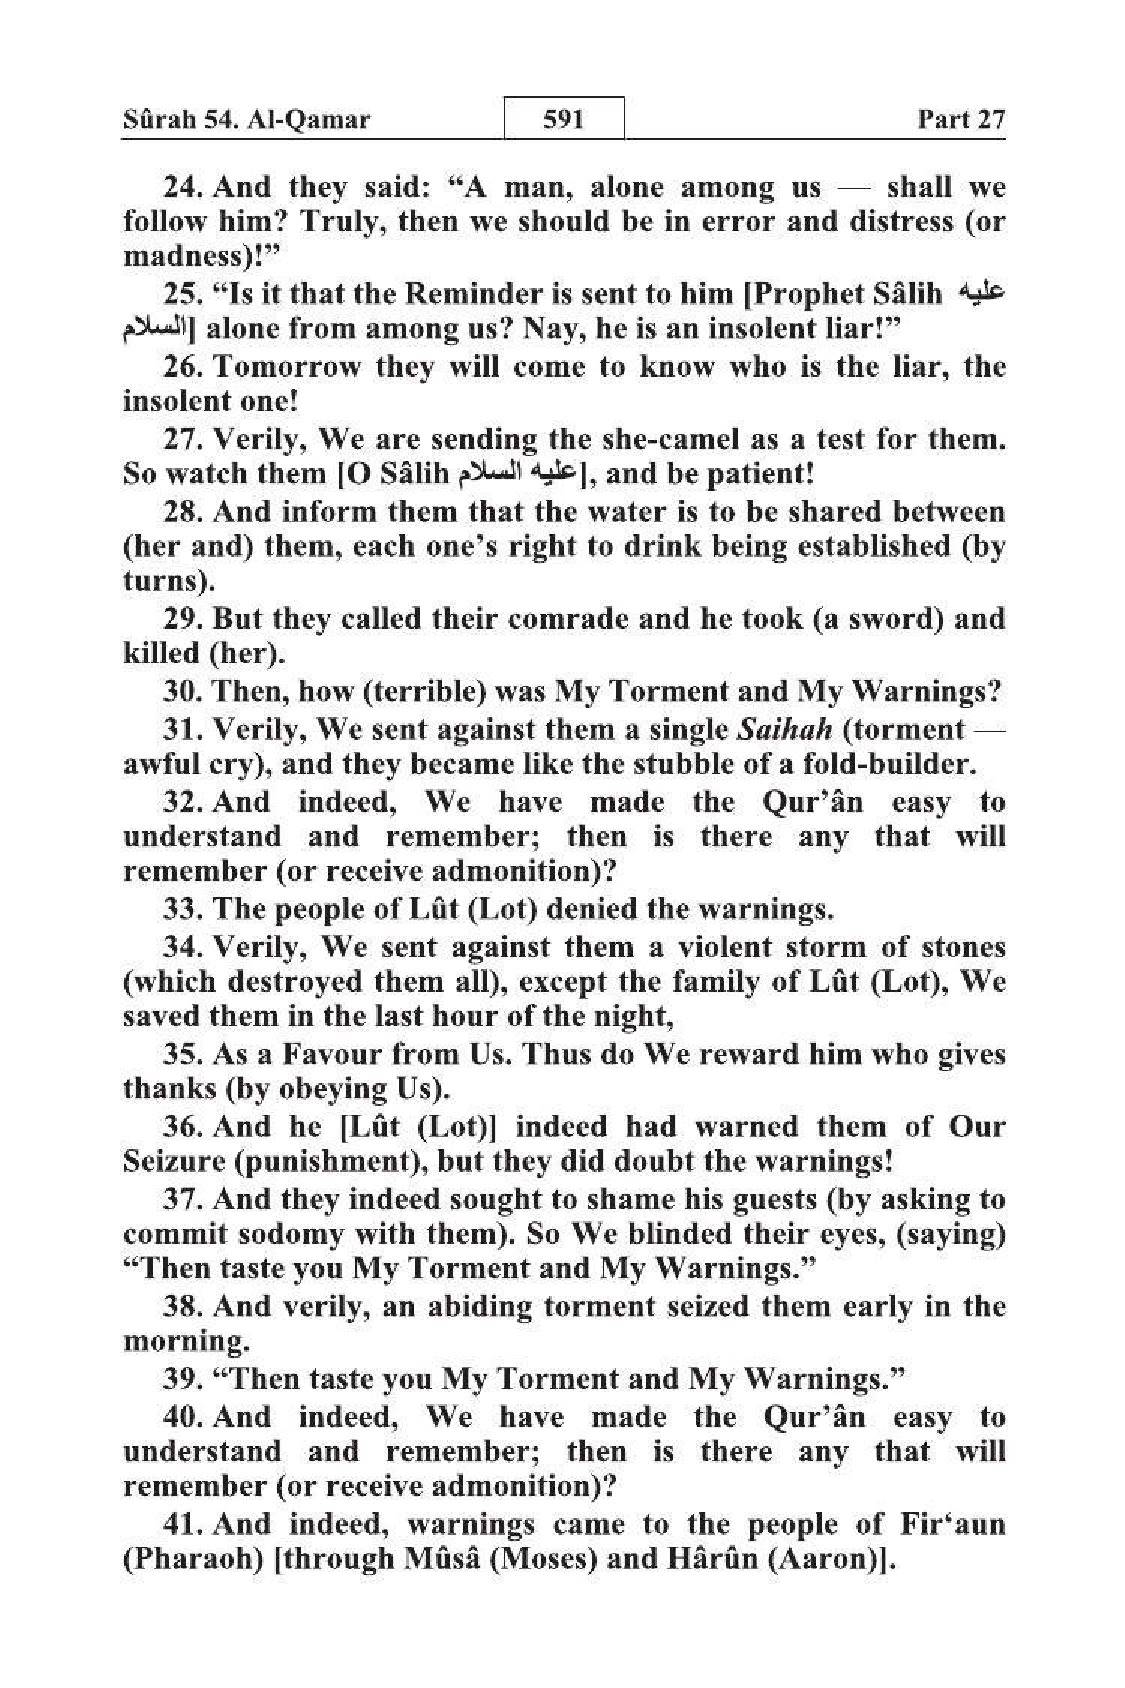 Sûrah 54. Al-Qamar 591 Part 27
24. And they said: “A man, alone among us — shall we
follow him? Truly, then we should be in error and distress (or
madness)!”
25. “Is it that the Reminder is sent to him [Prophet Sâlih عليه
السلام] alone from among us? Nay, he is an insolent liar!”
26. Tomorrow they will come to know who is the liar, the
insolent one!
27. Verily, We are sending the she-camel as a test for them.
So watch them [O Sâlih عليه السلام], and be patient!
28. And inform them that the water is to be shared between
(her and) them, each one’s right to drink being established (by
turns).
29. But they called their comrade and he took (a sword) and
killed (her).
30. Then, how (terrible) was My Torment and My Warnings?
31. Verily, We sent against them a single Saihah (torment —
awful cry), and they became like the stubble of a fold-builder.
32. And indeed, We have made the Qur’ân easy to
understand and remember; then is there any that will
remember (or receive admonition)?
33. The people of Lût (Lot) denied the warnings.
34. Verily, We sent against them a violent storm of stones
(which destroyed them all), except the family of Lût (Lot), We
saved them in the last hour of the night,
35. As a Favour from Us. Thus do We reward him who gives
thanks (by obeying Us).
36. And he [Lût (Lot)] indeed had warned them of Our
Seizure (punishment), but they did doubt the warnings!
37. And they indeed sought to shame his guests (by asking to
commit sodomy with them). So We blinded their eyes, (saying)
“Then taste you My Torment and My Warnings.”
38. And verily, an abiding torment seized them early in the
morning.
39. “Then taste you My Torment and My Warnings.”
40. And indeed, We have made the Qur’ân easy to
understand and remember; then is there any that will
remember (or receive admonition)?
41. And indeed, warnings came to the people of Fir‘aun
(Pharaoh) [through Mûsâ (Moses) and Hârûn (Aaron)].